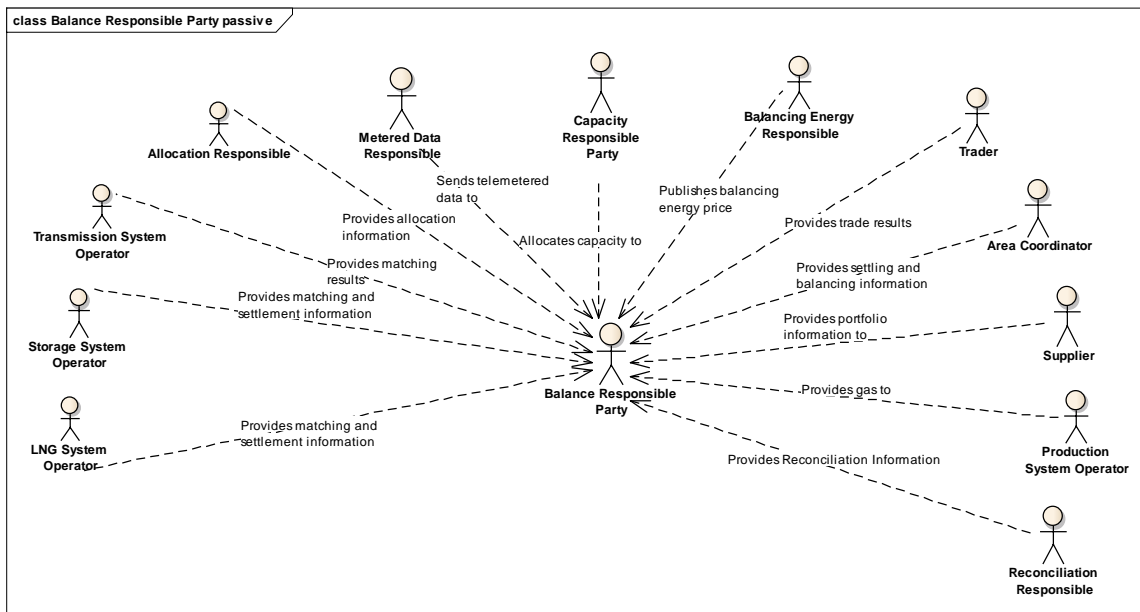 class Balance Responsible Party passive
Allocation Responsible
Metered Data
Responsible
Capacity
Responsible
Party
Balancing Energy
Responsible
Trader
Transmission System
Operator
Sends telemetered
data to
Publishes balancing
energy price
Provides allocation
information
Allocates capacity to
Provides trade results
Area Coordinator
Provides matching
results
Provides settling and
balancing information
Storage System
Operator
Provides matching and
settlement information
Provides portfolio
information to
Supplier
Balance Responsible
Party
Provides gas to
LNG System
Operator
Provides matching and
settlement information
Production
System Operator
Provides Reconciliation Information
Reconciliation
Responsible